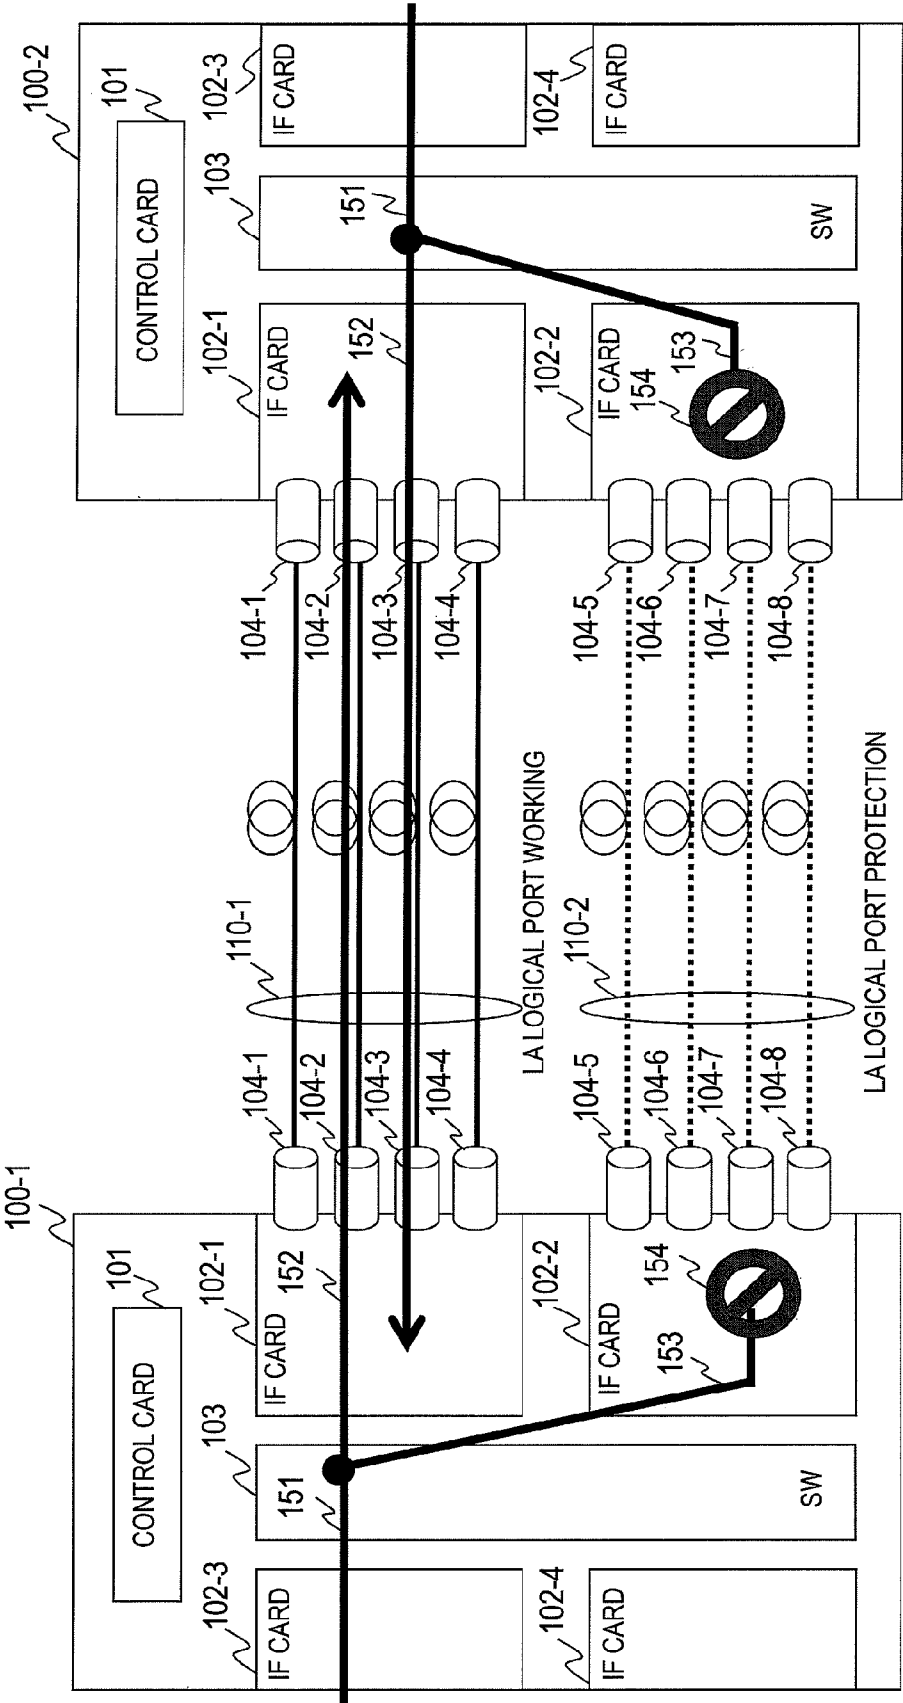 100-1
101
CONTROL CARD
102-3
103
102-1
IF CARD
151
IF CARD
152
102-4
102-2
IF CARD
SW
IF CARD
153
154
104-1
104-2
104-3
104-4
110-1
LA LOGICAL PORT WORKING
104-5
104-6
104-7
104-8
110-2
LA LOGICAL PORT PROTECTION
104-1
104-2
104-3
104-4
104-5
104-6
104-7
104-8
100-2
101
CONTROL CARD
102-1
103
102-3
IF CARD
152
151
IF CARD
102-2
102-4
IF CARD
154
153
SW
IF CARD